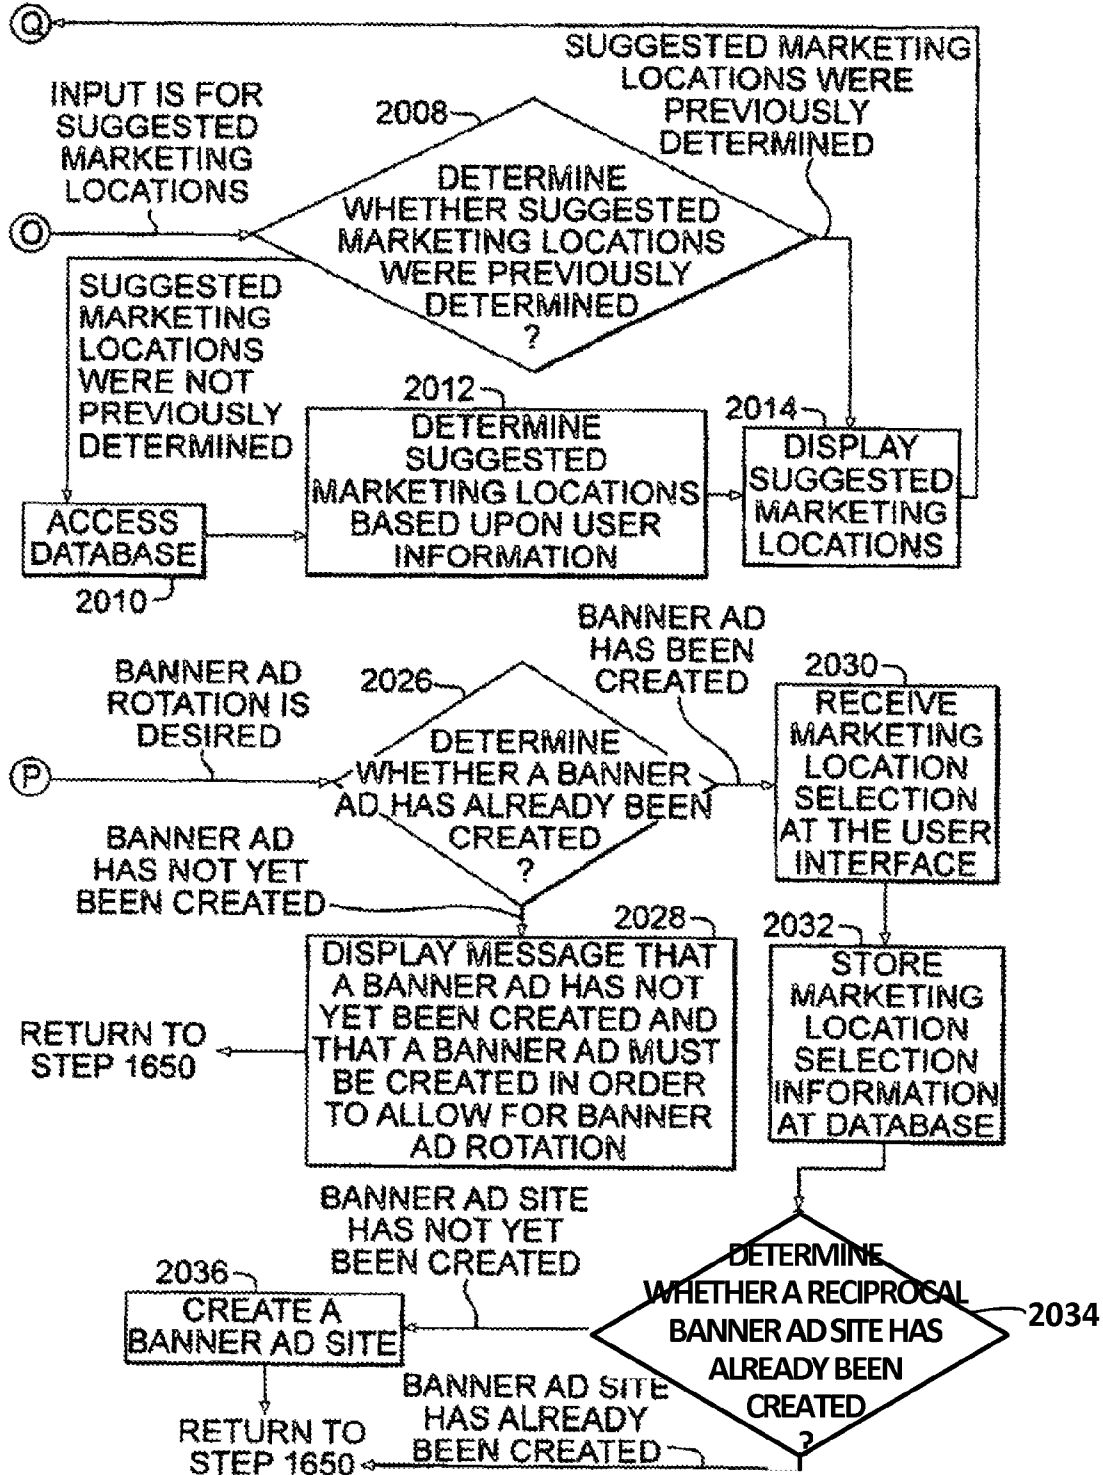 Q
SUGGESTED MARKETING
LOCATIONS WERE
PREVIOUSLY
DETERMINED
INPUT IS FOR
SUGGESTED
MARKETING
LOCATIONS
2008
DETERMINE
WHETHER SUGGESTED
MARKETING LOCATIONS
WERE PREVIOUSLY
DETERMINED
?
O
SUGGESTED
MARKETING
LOCATIONS
WERE NOT
PREVIOUSLY
DETERMINED
2012
DETERMINE
SUGGESTED
MARKETING LOCATIONS
BASED UPON USER
INFORMATION
2014
DISPLAY
SUGGESTED
MARKETING
LOCATIONS
ACCESS
DATABASE
2010
BANNER AD
HAS BEEN
CREATED
BANNER AD
ROTATION IS
DESIRED
2026
DETERMINE
WHETHER A BANNER
AD HAS ALREADY BEEN
CREATED
?
P
2030
RECEIVE
MARKETING
LOCATION
SELECTION
AT THE USER
INTERFACE
BANNER AD
HAS NOT YET
BEEN CREATED
2028
DISPLAY MESSAGE THAT
A BANNER AD HAS NOT
YET BEEN CREATED AND
THAT A BANNER AD MUST
BE CREATED IN ORDER
TO ALLOW FOR BANNER
AD ROTATION
RETURN TO
STEP 1650
2032
STORE
MARKETING
LOCATION
SELECTION
INFORMATION
AT DATABASE
BANNER AD SITE
HAS NOT YET
BEEN CREATED
DETERMINE
WHETHER A RECIPROCAL
BANNER AD SITE HAS
ALREADY BEEN
CREATED
?
2034
2036
CREATE A
BANNER AD SITE
BANNER AD SITE
HAS ALREADY
BEEN CREATED
RETURN TO
STEP 1650